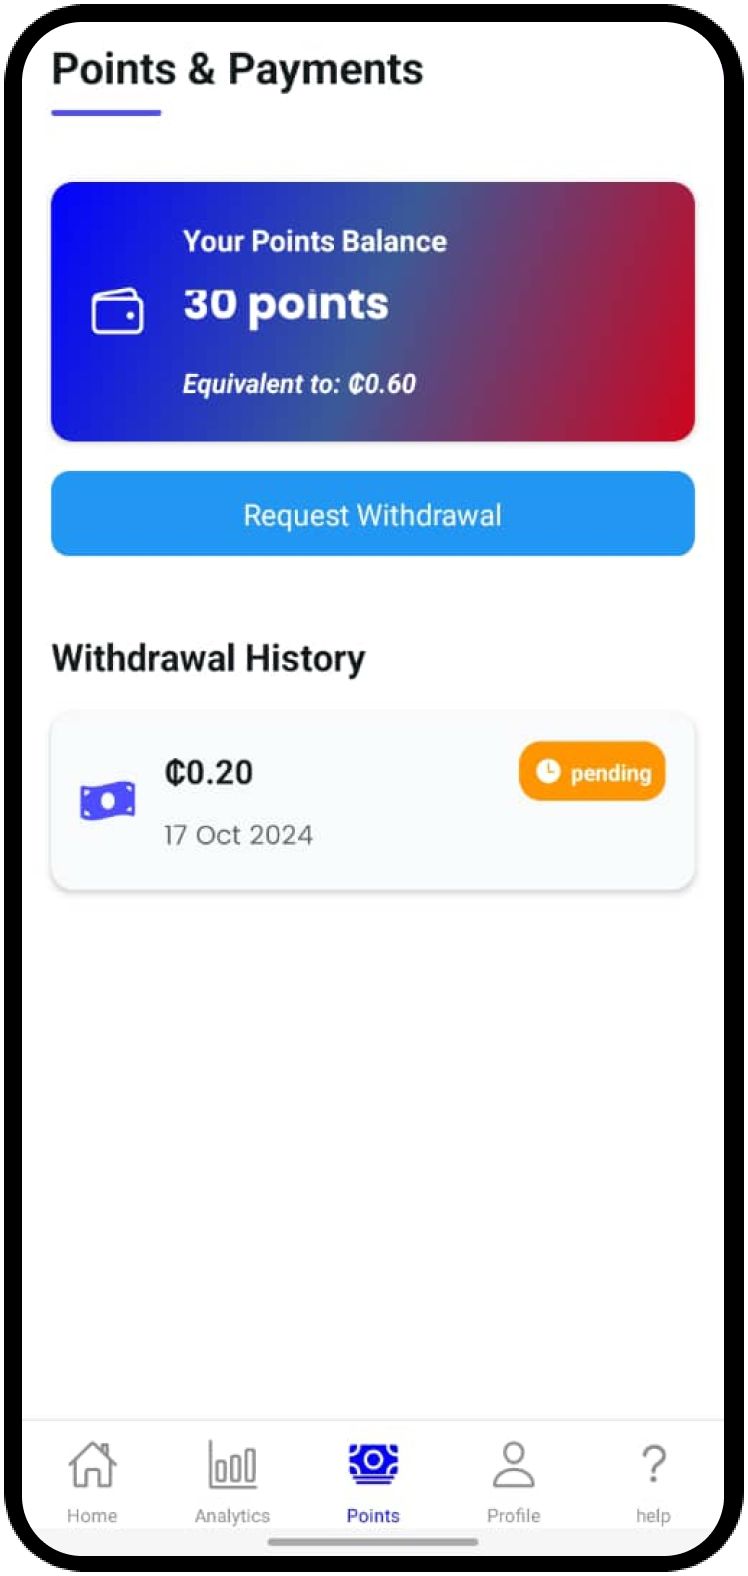 Points & Payments
Your Points Balance
30 points
Equivalent to: ₵0.60
Request Withdrawal
Withdrawal History
₵0.20
pending
17 Oct 2024
Home
Analytics
Points
Profile
help